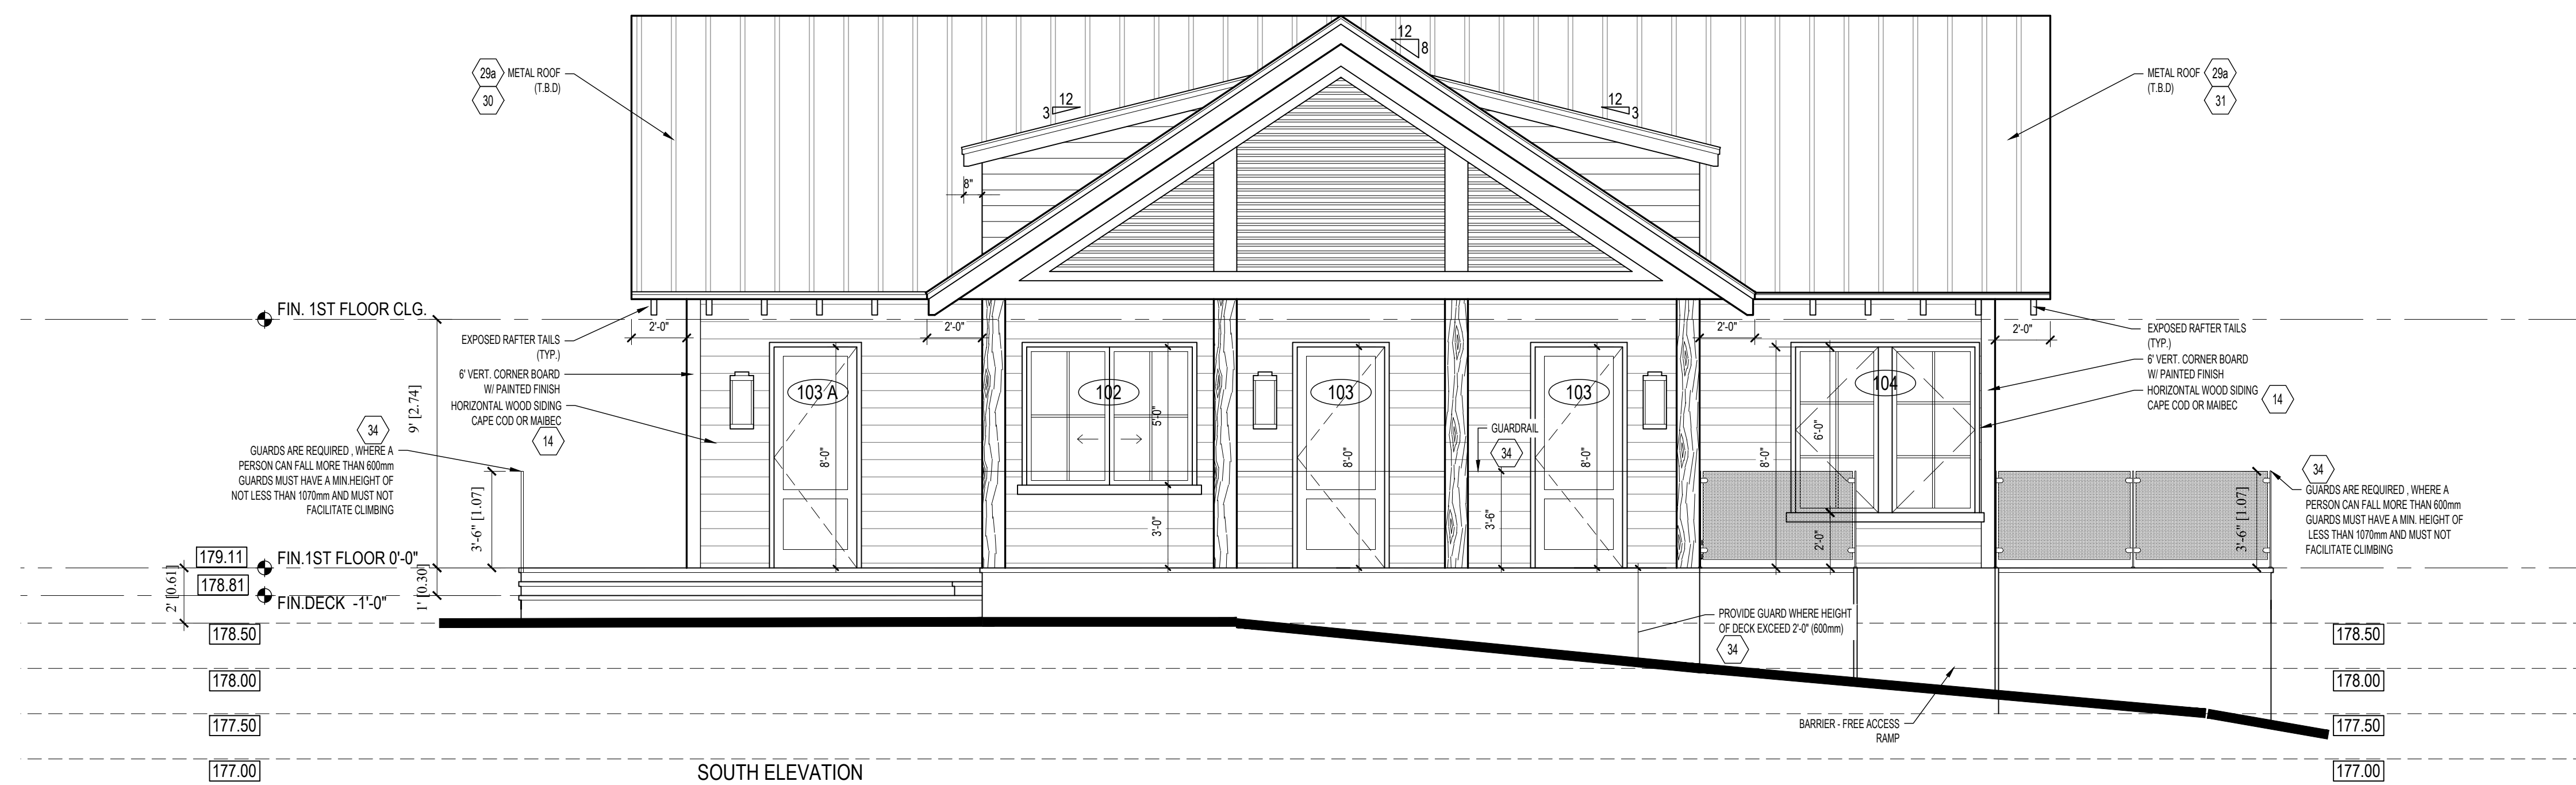 12
8
29a
METAL ROOF
(T.B.D)
30
METAL ROOF
(T.B.D)
29a
31
12
3
12
3
8"
FIN. 1ST FLOOR CLG.
2'-0"
2'-0"
2'-0"
2'-0"
EXPOSED RAFTER TAILS
(TYP.)
6' VERT. CORNER BOARD
W/ PAINTED FINISH
HORIZONTAL WOOD SIDING
CAPE COD OR MAIBEC
14
EXPOSED RAFTER TAILS
(TYP.)
6' VERT. CORNER BOARD
W/ PAINTED FINISH
HORIZONTAL WOOD SIDING
CAPE COD OR MAIBEC
14
9' [2.74]
103 A
102
103
103
104
8'-0"
5'-0"
3'-0"
8'-0"
8'-0"
8'-0"
6'-0"
2'-0"
GUARDRAIL
34
3'-6"
34
GUARDS ARE REQUIRED , WHERE A
PERSON CAN FALL MORE THAN 600mm
GUARDS MUST HAVE A MIN.HEIGHT OF
NOT LESS THAN 1070mm AND MUST NOT
FACILITATE CLIMBING
3'-6" [1.07]
3'-6" [1.07]
34
GUARDS ARE REQUIRED , WHERE A
PERSON CAN FALL MORE THAN 600mm
GUARDS MUST HAVE A MIN. HEIGHT OF
LESS THAN 1070mm AND MUST NOT
FACILITATE CLIMBING
179.11
FIN.1ST FLOOR 0'-0"
178.81
FIN.DECK -1'-0"
2' [0.61]
1' [0.30]
PROVIDE GUARD WHERE HEIGHT
OF DECK EXCEED 2'-0" (600mm)
34
178.50
178.50
178.00
178.00
177.50
BARRIER - FREE ACCESS
RAMP
177.50
177.00
SOUTH ELEVATION
177.00